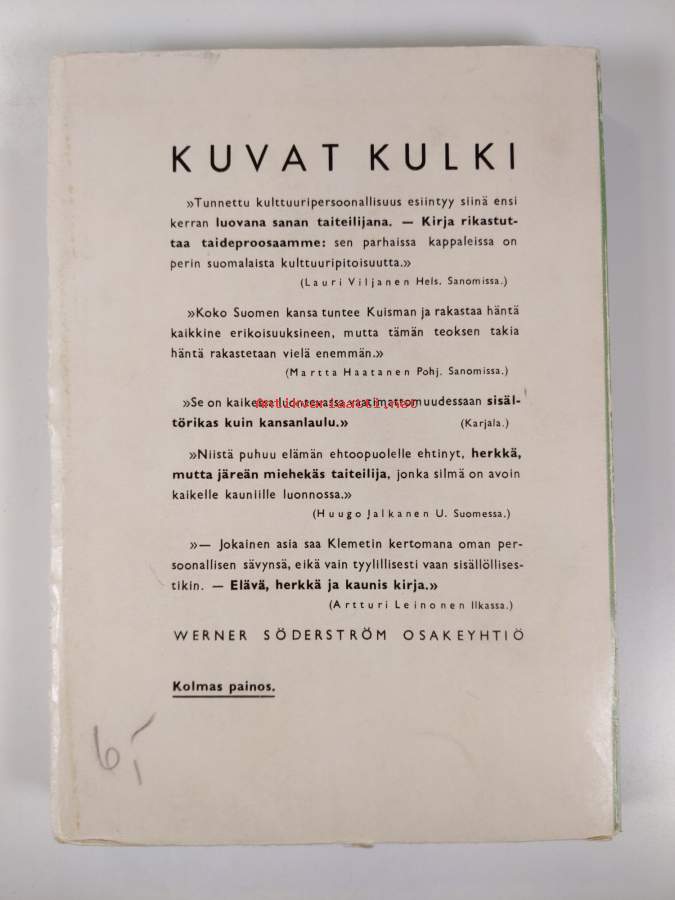 KUVAT KULKI
»Tunnettu kulttuuripersoonallisuus esiintyy siinä ensi
kerran luovana sanan taiteilijana. — Kirja rikastut-
taa taideproosaamme: sen parhaissa kappaleissa on
perin suomalaista kulttuuripitoisuutta.»
(Lauri Viljanen Hels. Sanomissa.)
»Koko Suomen kansa tuntee Kuisman ja rakastaa häntä
kaikkine erikoisuuksineen, mutta tämän teoksen takia
häntä rakastetaan vielä enemmän.»
(Martta Haatanen Pohj. Sanomissa.)
»Se on kaikessa luontevassa vaatimattomuudessaan sisäl-
Antikvariaatti.net
törikas kuin kansanlaulu.» (Karjala.)
»Niistä puhuu elämän ehtoopuolelle ehtinyt, herkkä,
mutta järeän miehekäs taiteilija, jonka silmä on avoin
kaikelle kauniille luonnossa.»
(Huugo Jalkanen U. Suomessa.)
»— Jokainen asia saa Klemetin kertomana oman per-
soonallisen sävynsä, eikä vain tyylillisesti vaan sisällöllises-
tikin. — Elävä, herkkä ja kaunis kirja.»
(Artturi Leinonen Ilkassa.)
WERNER SÖDERSTRÖM OSAKEYHTIÖ
Kolmas painos.
6,-